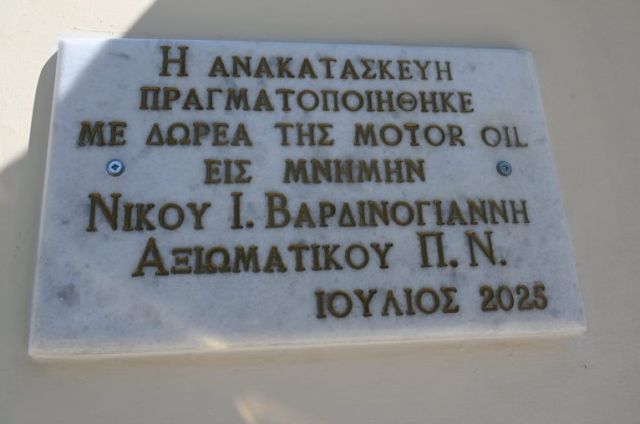 Η ΑΝΑΚΑΤΑΣΚΕΥΗ
ΠΡΑΓΜΑΤΟΠΟΙΗΘΗΚΕ
ΜΕ ΔΩΡΕΑ ΤΗΣ MOTOR OIL
ΕΙΣ ΜΝΗΜΗΝ
ΝΙΚΟΥ Ι. ΒΑΡΔΙΝΟΓΙΑΝΝΗ
ΑΞΙΩΜΑΤΙΚΟΥ Π. Ν.
ΙΟΥΛΙΟΣ 2025